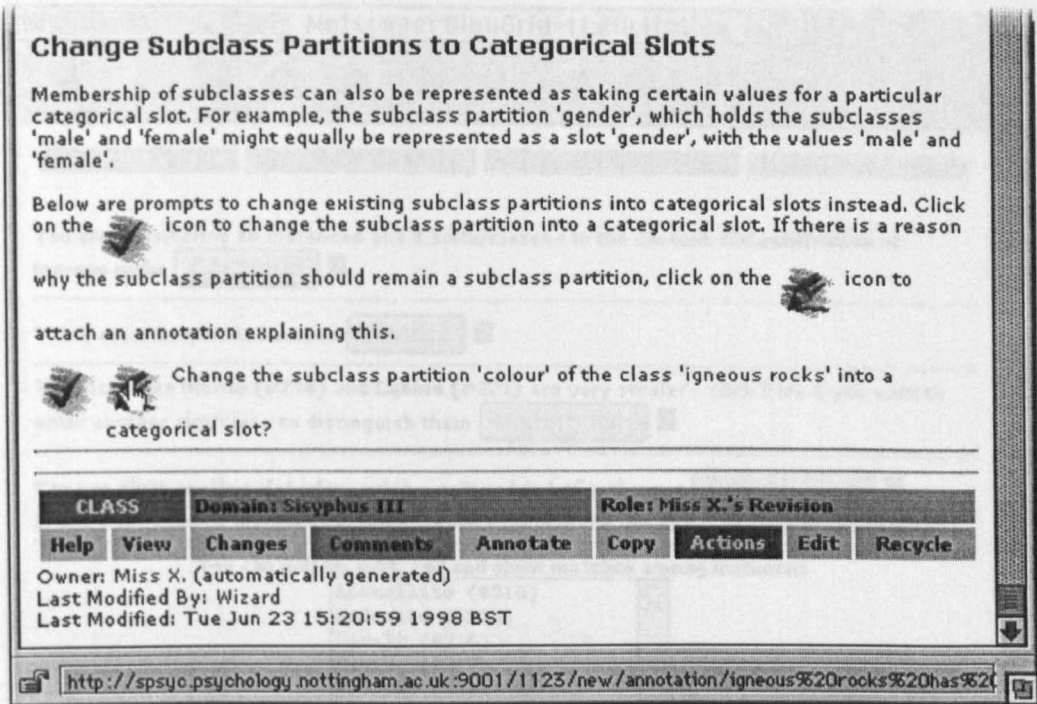 Change Subclass Partitions to Categorical Slots
Membership of subclasses can also be represented as taking certain values for a particular
categorical slot. For example, the subclass partition 'gender', which holds the subclasses
'male' and 'female' might equally be represented as a slot 'gender', with the values 'male' and
'female'.
Below are prompts to change existing subclass partitions into categorical slots instead. Click
on the icon to change the subclass partition into a categorical slot. If there is a reason
why the subclass partition should remain a subclass partition, click on the icon to
attach an annotation explaining this.
Change the subclass partition 'colour' of the class 'igneous rocks' into a
categorical slot?
CLASS Domain: Sisyphus III Role: Miss X.'s Revision
Help View Changes Comments Annotate Copy Actions Edit Recycle
Owner: Miss X. (automatically generated)
Last Modified By: Wizard
Last Modified: Tue Jun 23 15:20:59 1998 BST
http://spsyc.psychology.nottingham.ac.uk:9001/1123/new/annotation/igneous%20rocks%20has%2